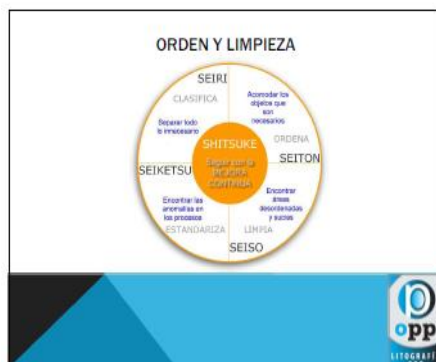 ORDEN Y LIMPIEZA
SEIRI
CLASIFICA
Separar todo
lo innecesario
Acomodar los
objetos que
son
necesarios
ORDENA
SEITON
SHITSUKE
Seguir con la
MEJORA
CONTINUA
SEIKETSU
Encontrar las
anomalías en
los procesos
ESTANDARIZA
Encontrar
áreas
desordenadas
y sucias
LIMPIA
SEISO
opp
LITOGRAFÍ